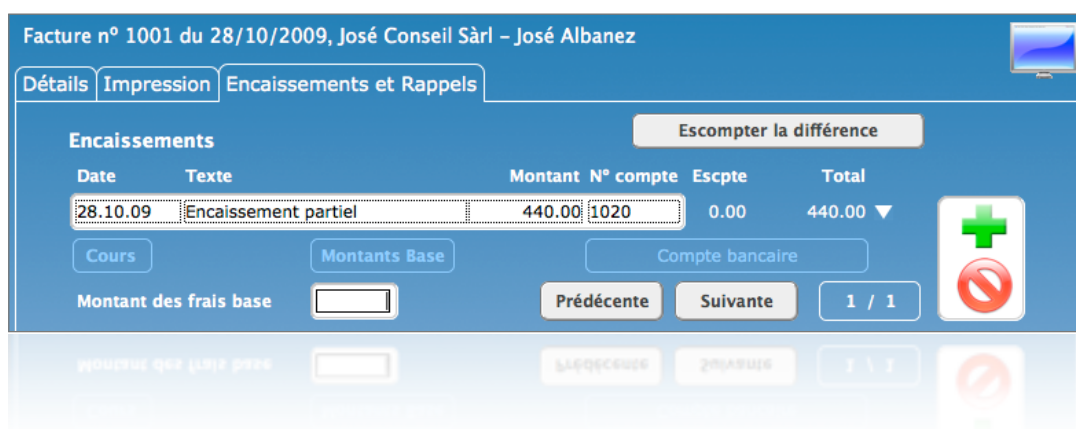 Facture nº 1001 du 28/10/2009, José Conseil Sàrl – José Albanez
Détails Impression Encaissements et Rappels
Encaissements Escompter la différence
Date Texte Montant Nº compte Escpte Total
28.10.09 Encaissement partiel 440.00 1020 0.00 440.00
Cours Montants Base Compte bancaire
Montant des frais base Prédécente Suivante 1 / 1